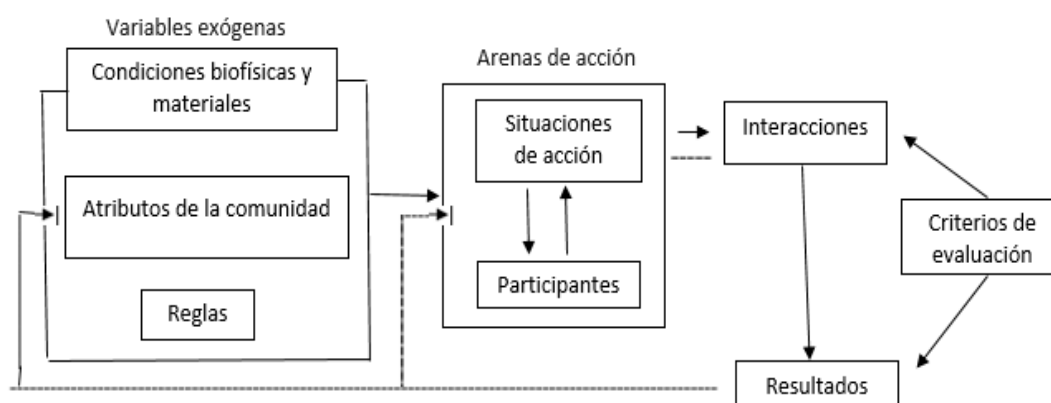 Variables exógenas
Condiciones biofísicas y
materiales
Atributos de la comunidad
Reglas
Arenas de acción
Situaciones
de acción
Participantes
Interacciones
Criterios de
evaluación
Resultados